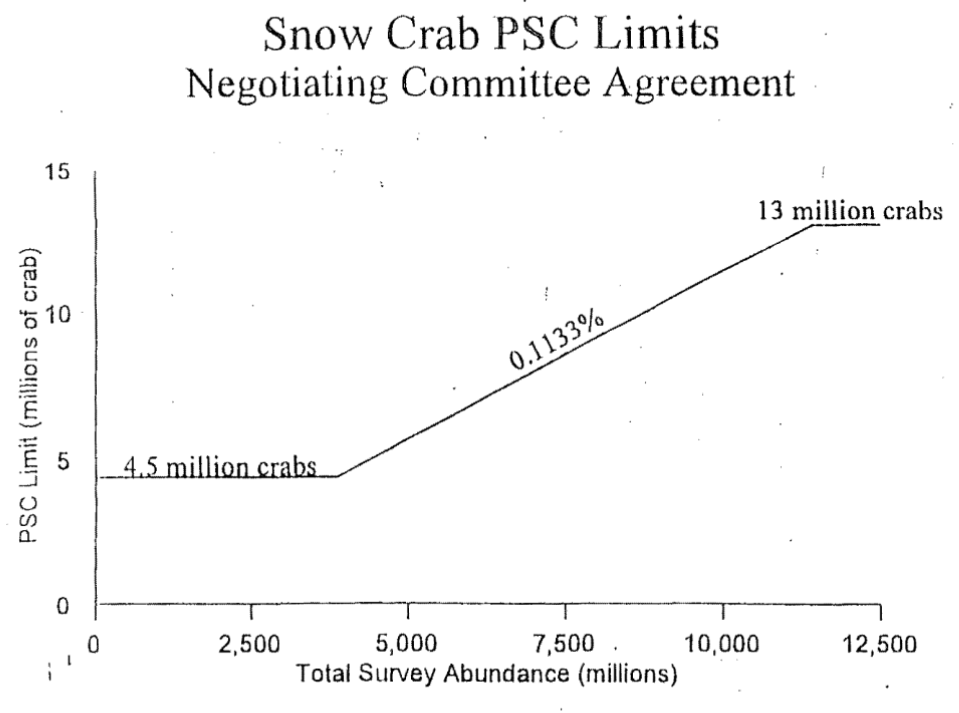 Snow Crab PSC Limits
Negotiating Committee Agreement
15
13 million crabs
PSC Limit (millions of crab)
10
0.1133%
5
4.5 million crabs
0
0 2,500 5,000 7,500 10,000 12,500
Total Survey Abundance (millions)